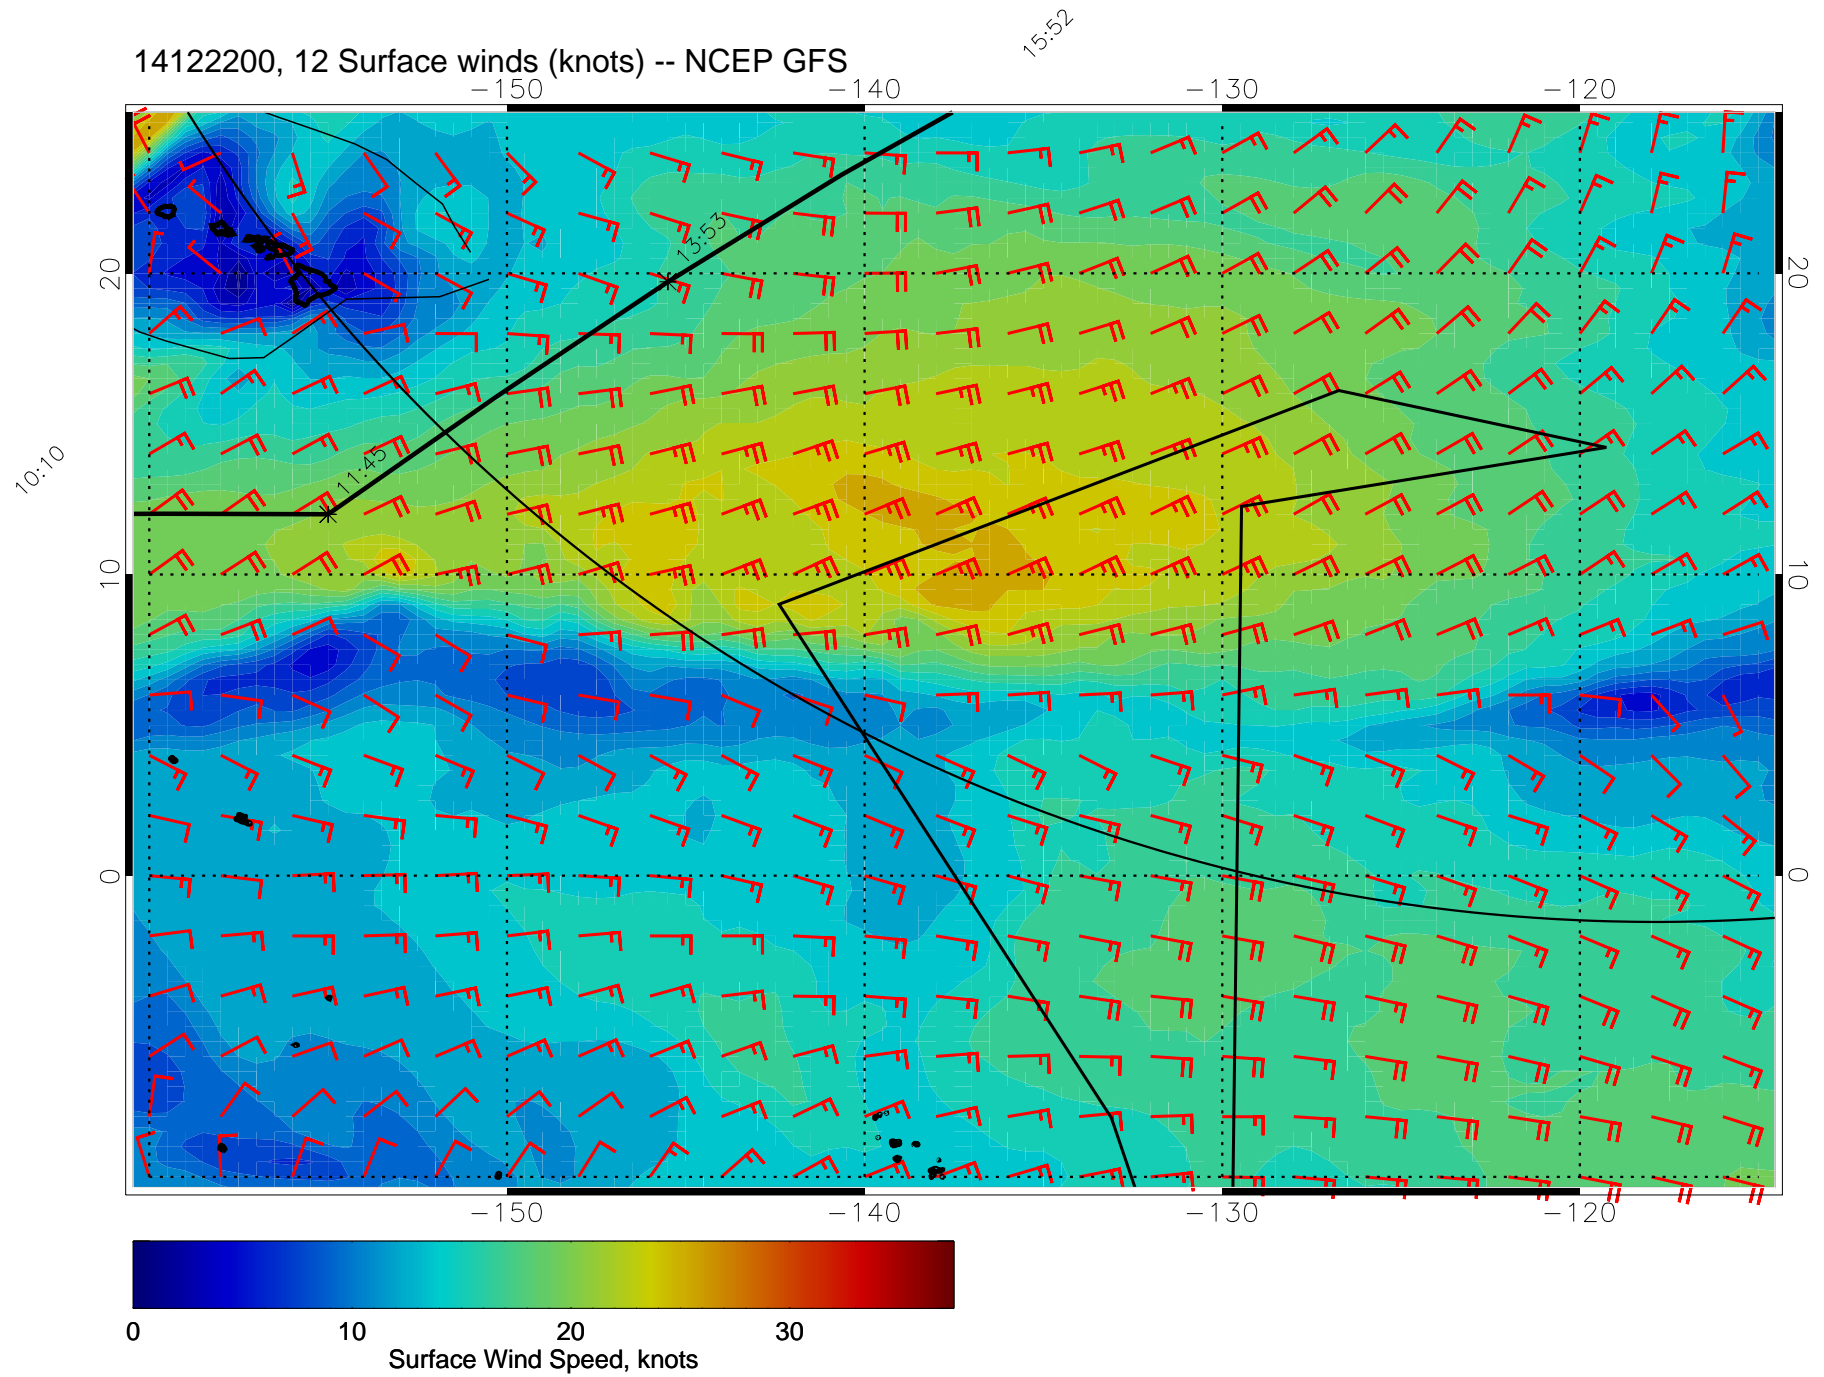 15:52
14122200, 12 Surface winds (knots) -- NCEP GFS
-150 -140 -130 -120
13:53
20 20
11:45
10:10
10 10
0 0
-150 -140 -130 -120
0 10 20 30
Surface Wind Speed, knots